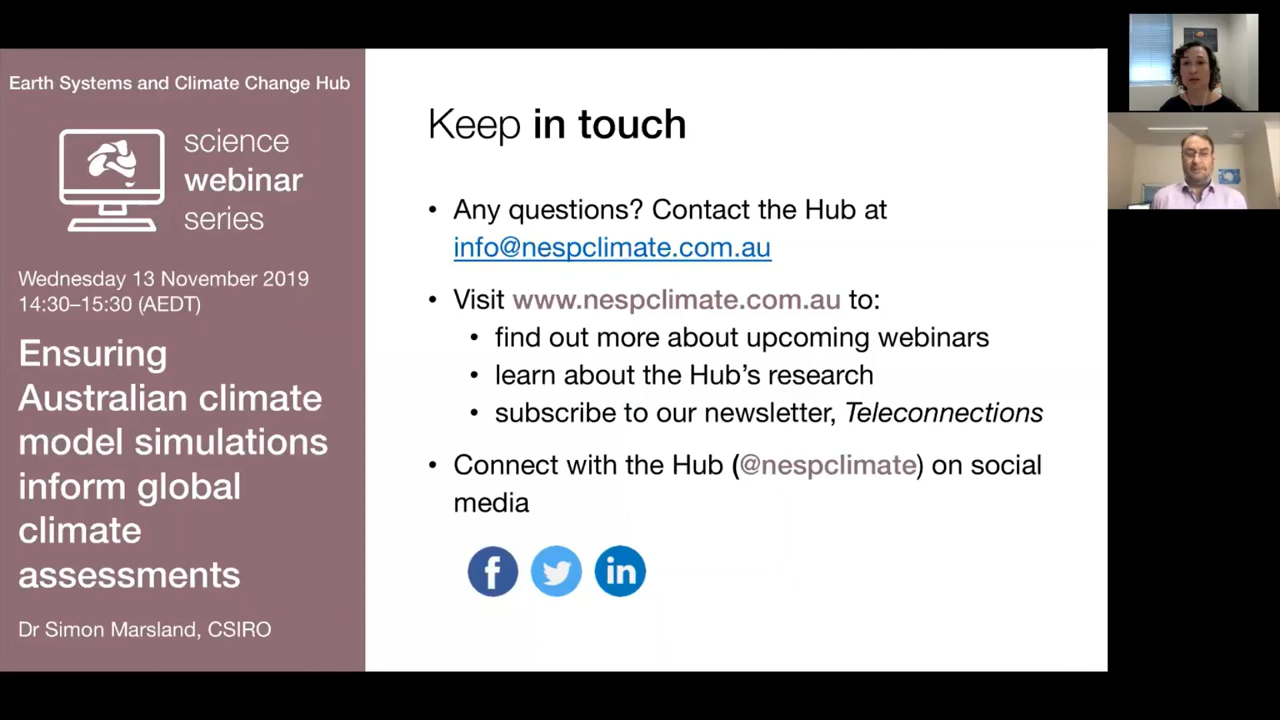 Earth Systems and Climate Change Hub
science
webinar
series
Wednesday 13 November 2019
14:30–15:30 (AEDT)
Ensuring
Australian climate
model simulations
inform global
climate
assessments
Dr Simon Marsland, CSIRO
Keep in touch
• Any questions? Contact the Hub at
info@nespclimate.com.au
• Visit www.nespclimate.com.au to:
• find out more about upcoming webinars
• learn about the Hub’s research
• subscribe to our newsletter, Teleconnections
• Connect with the Hub (@nespclimate) on social
media
f
in